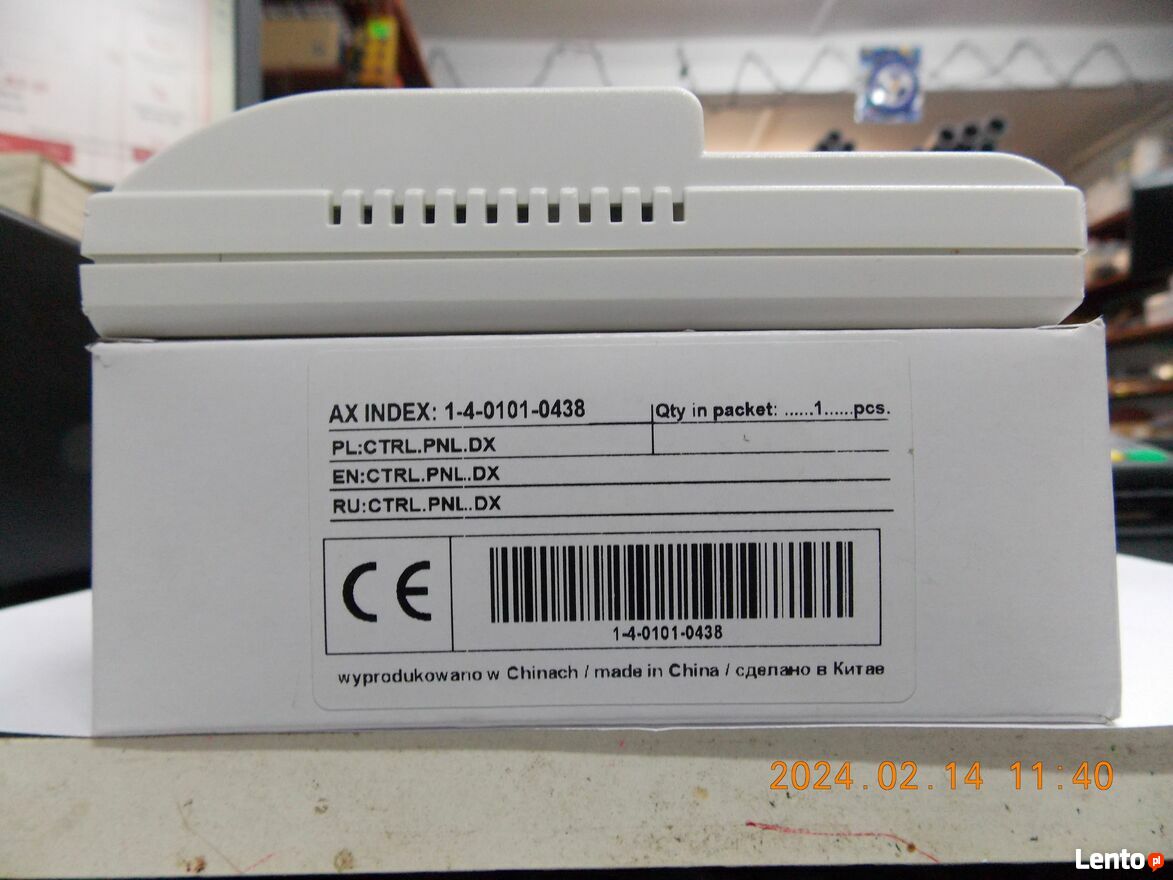 AX INDEX: 1-4-0101-0438
Qty in packet: ......1......pcs.
PL:CTRL.PNL.DX
EN:CTRL.PNL.DX
RU:CTRL.PNL.DX
CE
1-4-0101-0438
wyprodukowano w Chinach / made in China / сделано в Китае
2024.02.14 11:40
Lento pl